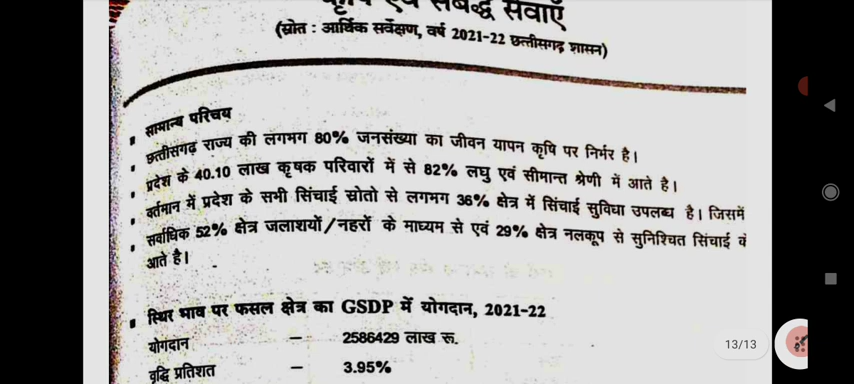 कृषि एवं संबद्ध सेवाएँ
(स्रोत : आर्थिक सर्वेक्षण, वर्ष 2021-22 छत्तीसगढ़ शासन)
सामान्य परिचय
छत्तीसगढ़ राज्य की लगभग 80% जनसंख्या का जीवन यापन कृषि पर निर्भर है।
प्रदेश के 40.10 लाख कृषक परिवारों में से 82% लघु एवं सीमान्त श्रेणी में आते है।
वर्तमान में प्रदेश के सभी सिंचाई स्रोतो से लगभग 36% क्षेत्र में सिंचाई सुविधा उपलब्ध है। जिसमें
सर्वाधिक 52% क्षेत्र जलाशयों/नहरों के माध्यम से एवं 29% क्षेत्र नलकूप से सुनिश्चित सिंचाई
आते है।
स्थिर भाव पर फसल क्षेत्र का GSDP में योगदान, 2021-22
योगदान – 2586429 लाख रू.
वृद्धि प्रतिशत – 3.95%
13/13